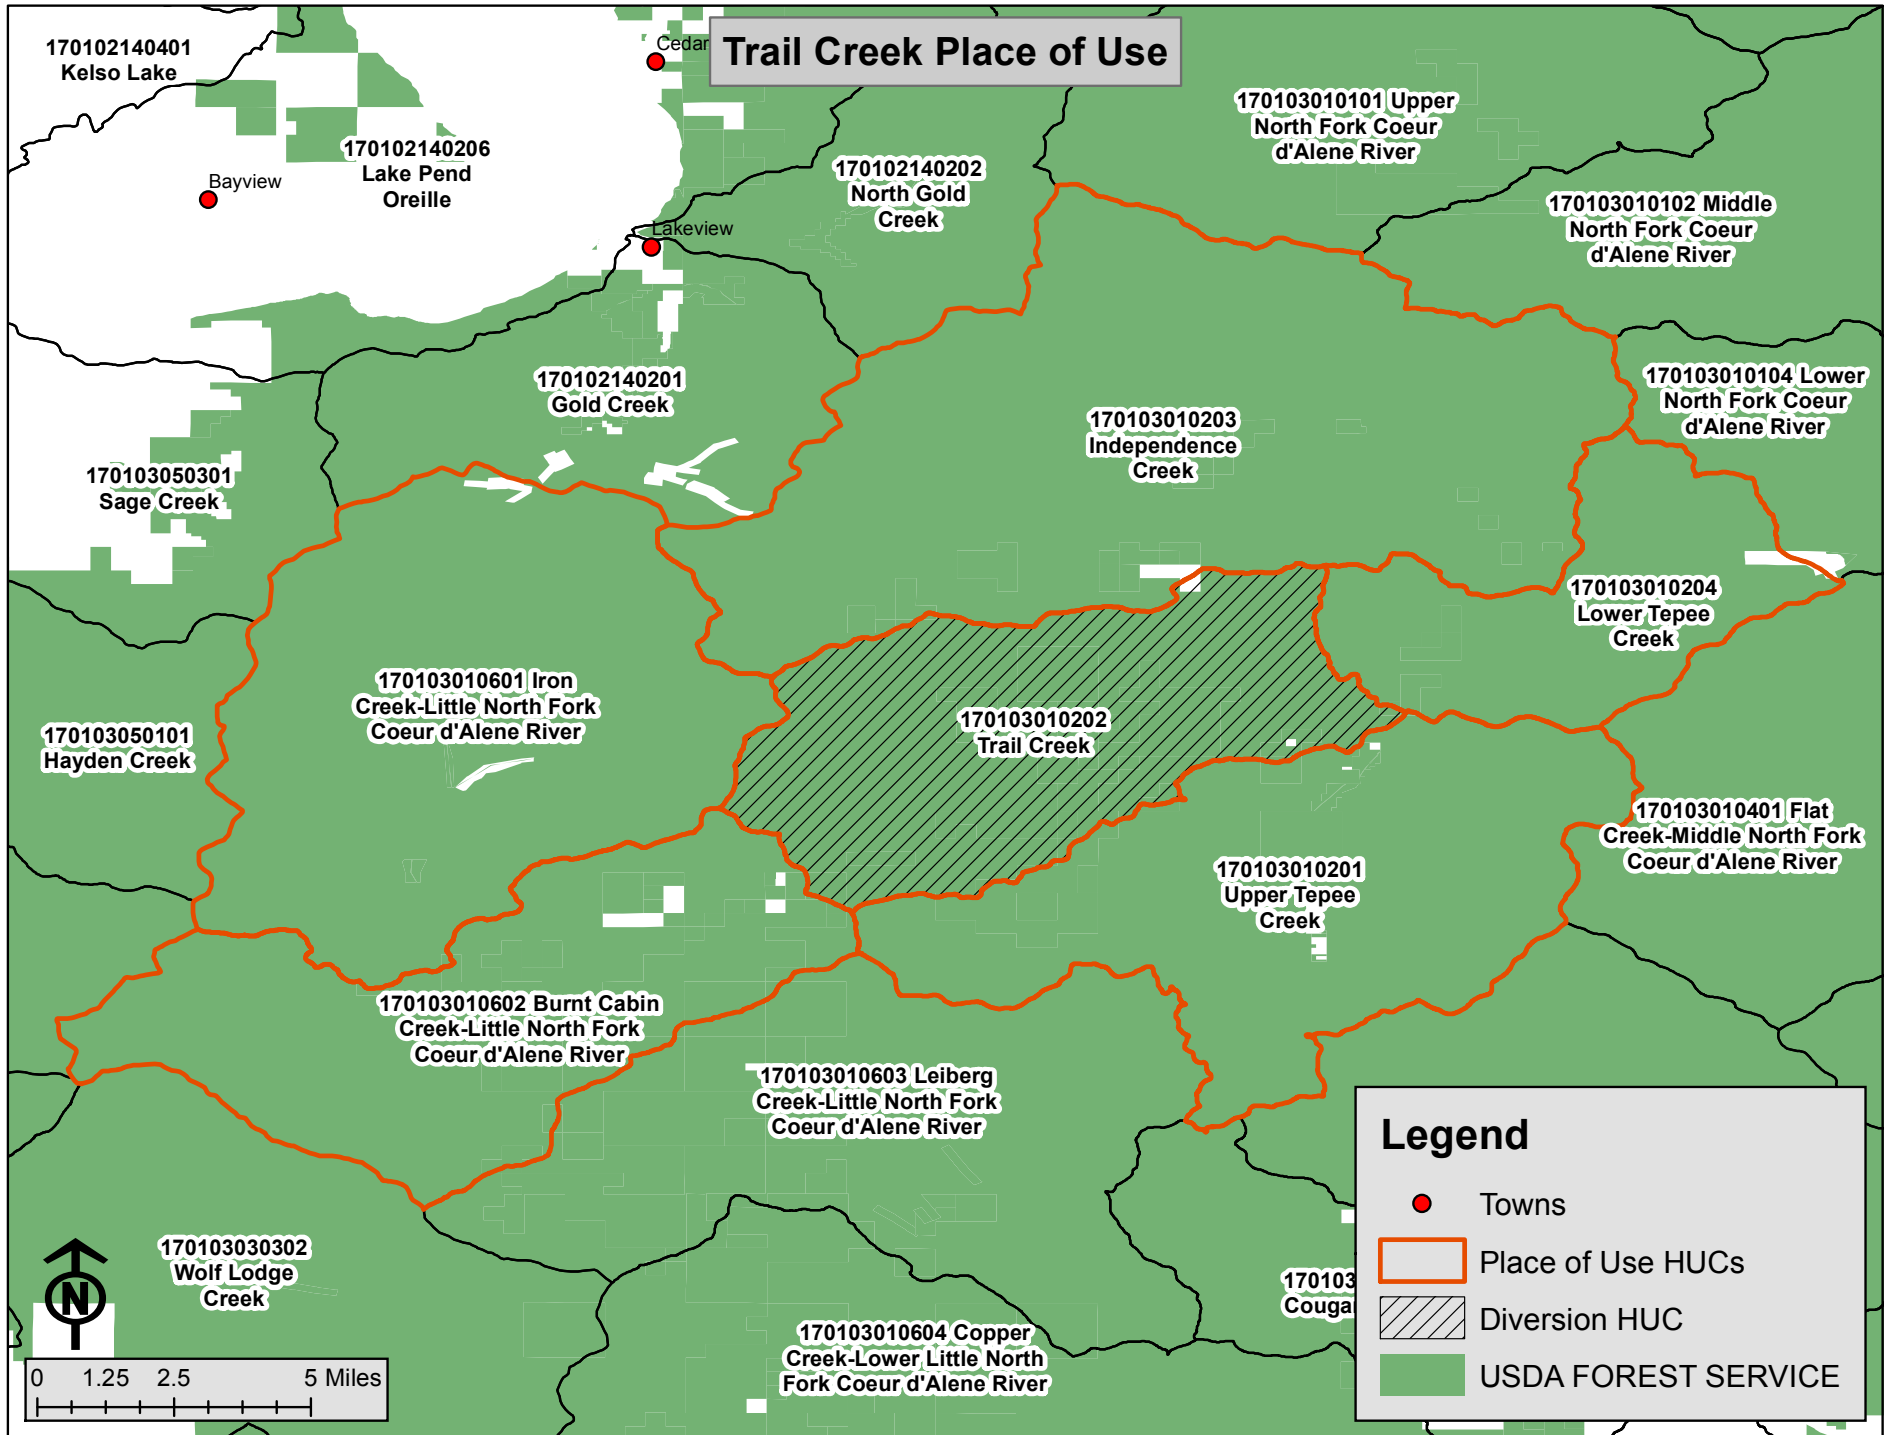 Trail Creek Place of Use
170102140401
Kelso Lake
Cedar
170103010101 Upper
North Fork Coeur
d'Alene River
170102140206
Lake Pend
Oreille
Bayview
170102140202
North Gold
Creek
170103010102 Middle
North Fork Coeur
d'Alene River
Lakeview
170102140201
Gold Creek
170103010104 Lower
North Fork Coeur
d'Alene River
170103010203
Independence
Creek
170103050301
Sage Creek
170103010204
Lower Tepee
Creek
170103010601 Iron
Creek-Little North Fork
Coeur d'Alene River
170103010202
Trail Creek
170103050101
Hayden Creek
170103010401 Flat
Creek-Middle North Fork
Coeur d'Alene River
170103010201
Upper Tepee
Creek
170103010602 Burnt Cabin
Creek-Little North Fork
Coeur d'Alene River
170103010603 Leiberg
Creek-Little North Fork
Coeur d'Alene River
170103030302
Wolf Lodge
Creek
170103
Couga
170103010604 Copper
Creek-Lower Little North
Fork Coeur d'Alene River
N
0 1.25 2.5 5 Miles
Legend
Towns
Place of Use HUCs
Diversion HUC
USDA FOREST SERVICE